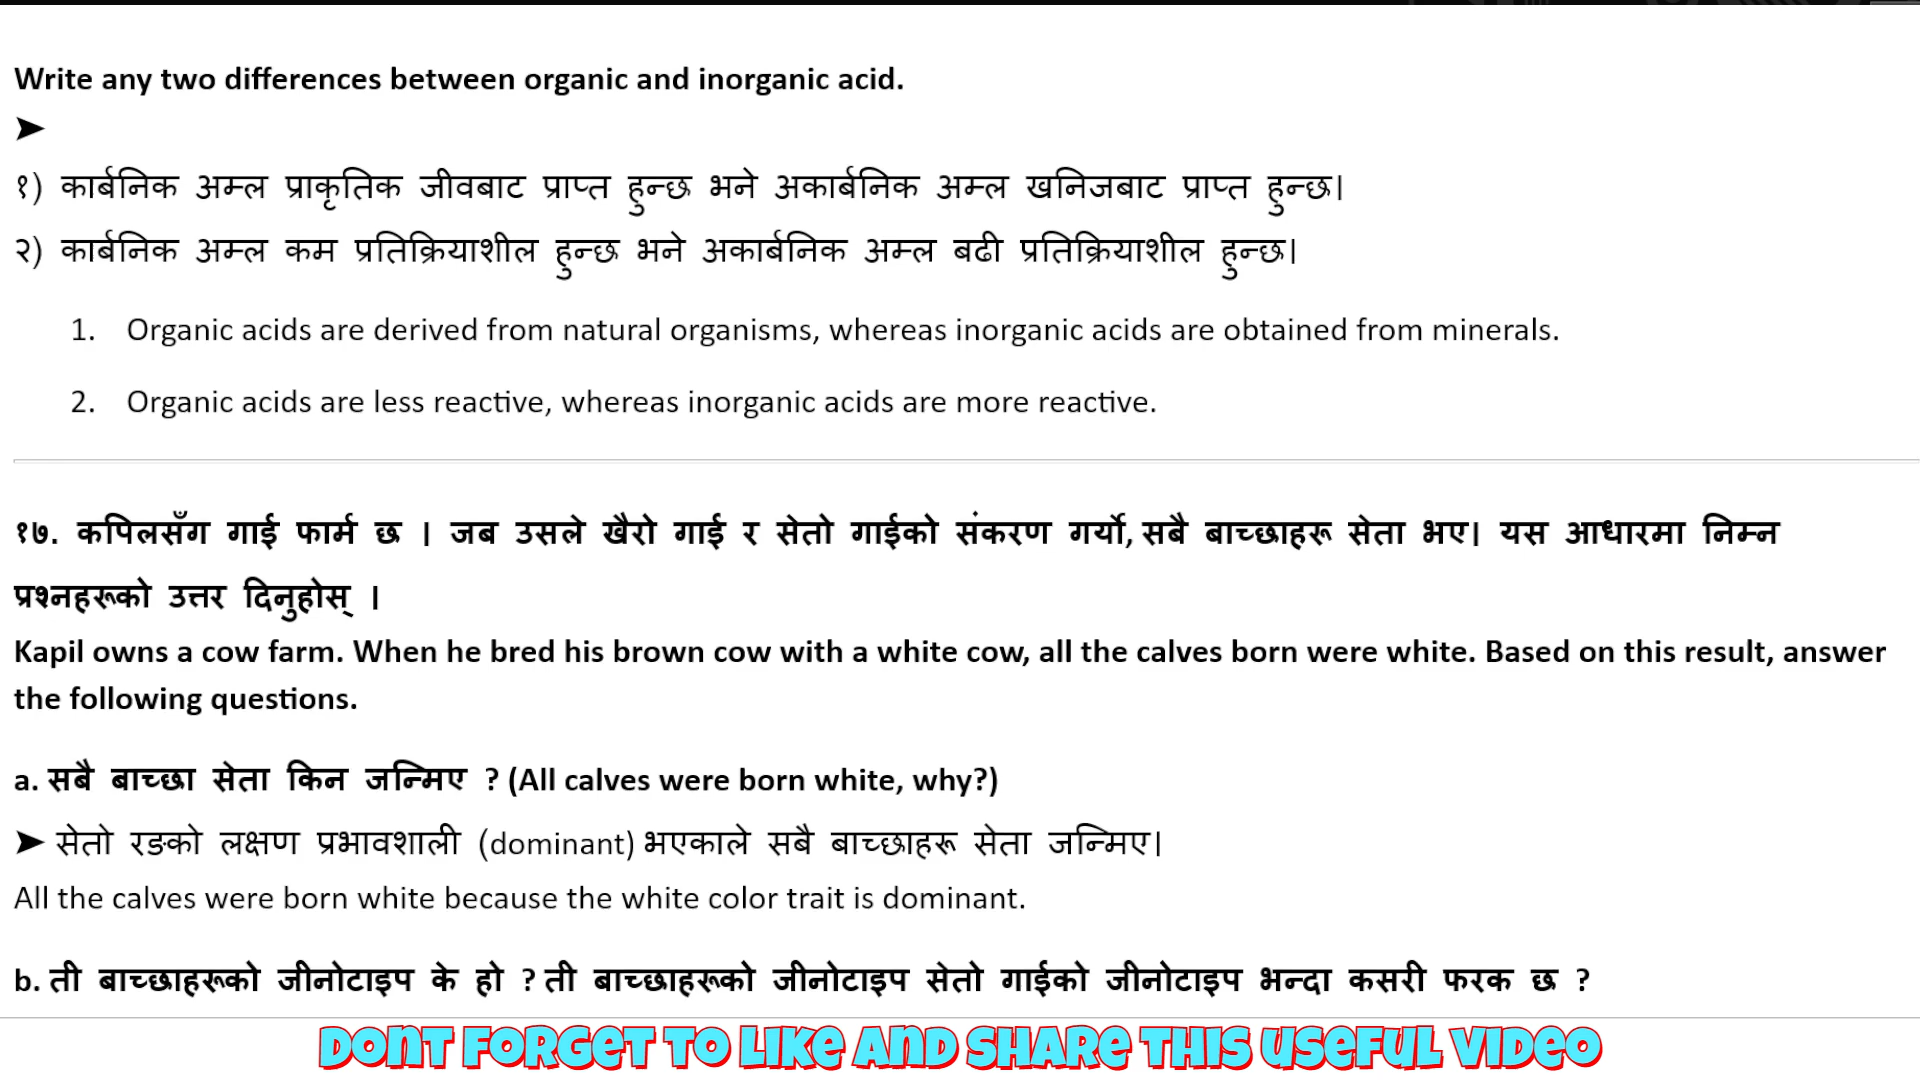 Write any two differences between organic and inorganic acid.
➤
१) कार्बनिक अम्ल प्राकृतिक जीवबाट प्राप्त हुन्छ भने अकार्बनिक अम्ल खनिजबाट प्राप्त हुन्छ।
२) कार्बनिक अम्ल कम प्रतिक्रियाशील हुन्छ भने अकार्बनिक अम्ल बढी प्रतिक्रियाशील हुन्छ।
1. Organic acids are derived from natural organisms, whereas inorganic acids are obtained from minerals.
2. Organic acids are less reactive, whereas inorganic acids are more reactive.
१७. कपिलसँग गाई फार्म छ । जब उसले खैरो गाई र सेतो गाईको संकरण गर्यो, सबै बाच्छाहरू सेता भए। यस आधारमा निम्न
प्रश्नहरूको उत्तर दिनुहोस् ।
Kapil owns a cow farm. When he bred his brown cow with a white cow, all the calves born were white. Based on this result, answer
the following questions.
a. सबै बाच्छा सेता किन जन्मिए ? (All calves were born white, why?)
➤ सेतो रङको लक्षण प्रभावशाली (dominant) भएकाले सबै बाच्छाहरू सेता जन्मिए।
All the calves were born white because the white color trait is dominant.
b. ती बाच्छाहरूको जीनोटाइप के हो ? ती बाच्छाहरूको जीनोटाइप सेतो गाईको जीनोटाइप भन्दा कसरी फरक छ ?
DONT FORGET TO LIKE AND SHARE THIS USEFUL VIDEO